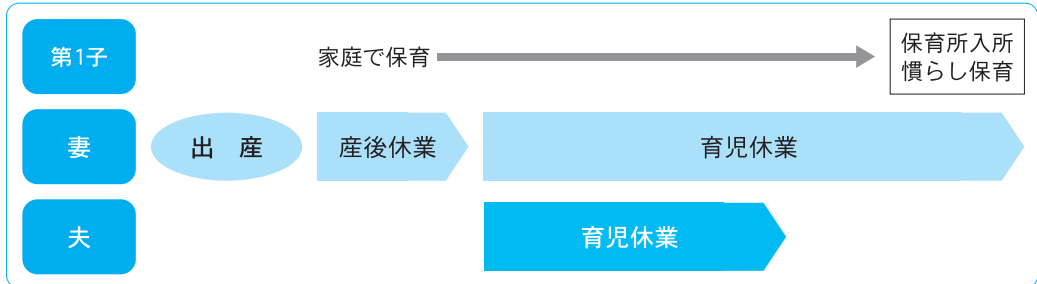 第1子
家庭で保育
保育所入所
慣らし保育
妻
出 産
産後休業
育児休業
夫
育児休業